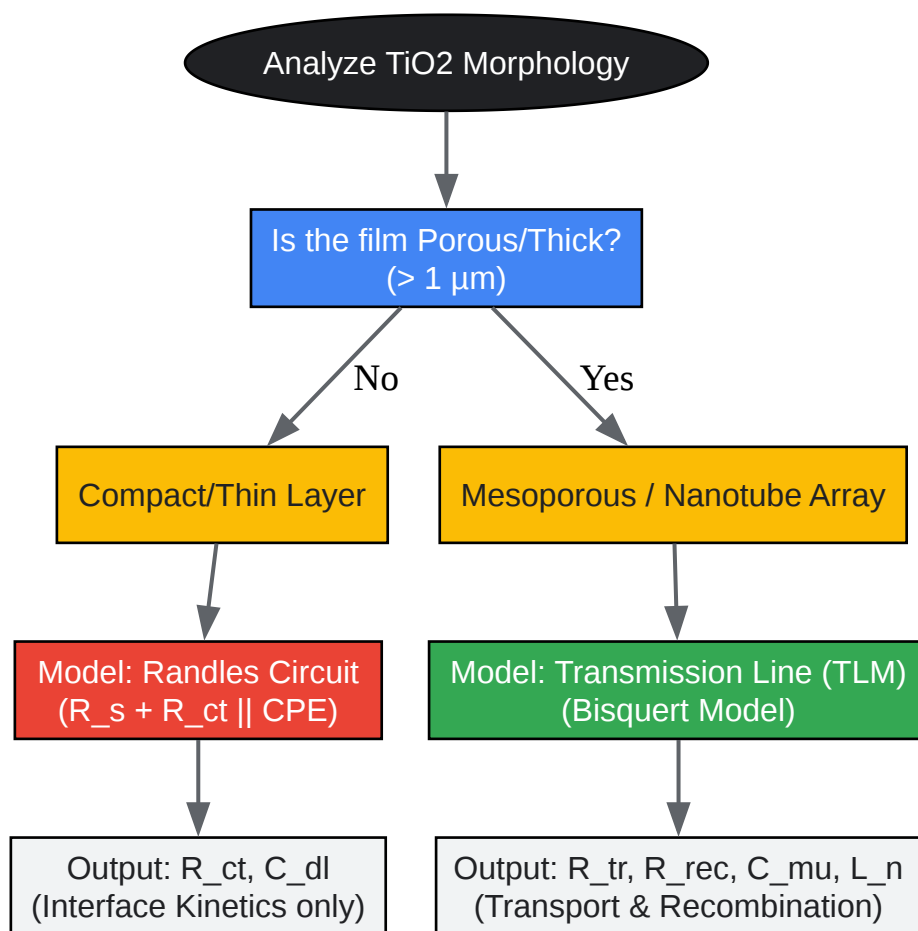 Analyze TiO2 Morphology
Is the film Porous/Thick?
(> 1 µm)
No
Yes
Compact/Thin Layer
Mesoporous / Nanotube Array
Model: Randles Circuit
(R_s + R_ct || CPE)
Model: Transmission Line (TLM)
(Bisquert Model)
Output: R_ct, C_dl
(Interface Kinetics only)
Output: R_tr, R_rec, C_mu, L_n
(Transport & Recombination)